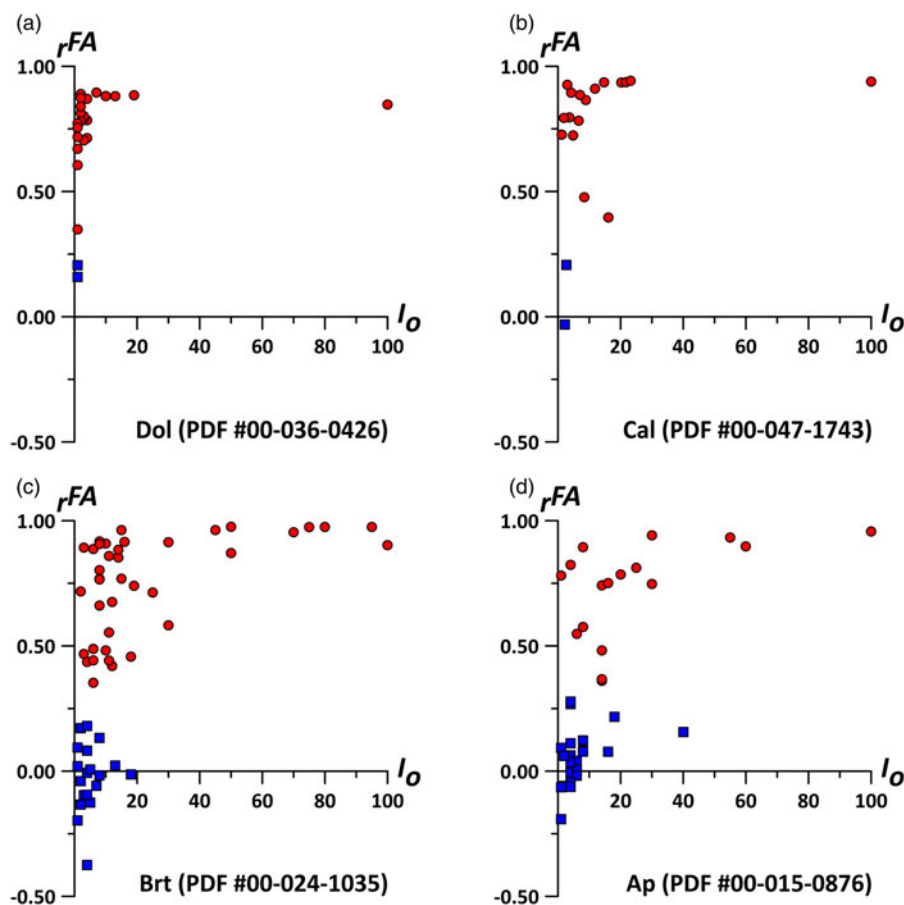 (a)
rFA
1.00
0.50
0.00
-0.50
20 40 60 80 100
Io
Dol (PDF #00-036-0426)
(b)
rFA
1.00
0.50
0.00
-0.50
20 40 60 80 100
Io
Cal (PDF #00-047-1743)
(c)
rFA
1.00
0.50
0.00
-0.50
20 40 60 80 100
Io
Brt (PDF #00-024-1035)
(d)
rFA
1.00
0.50
0.00
-0.50
20 40 60 80 100
Io
Ap (PDF #00-015-0876)